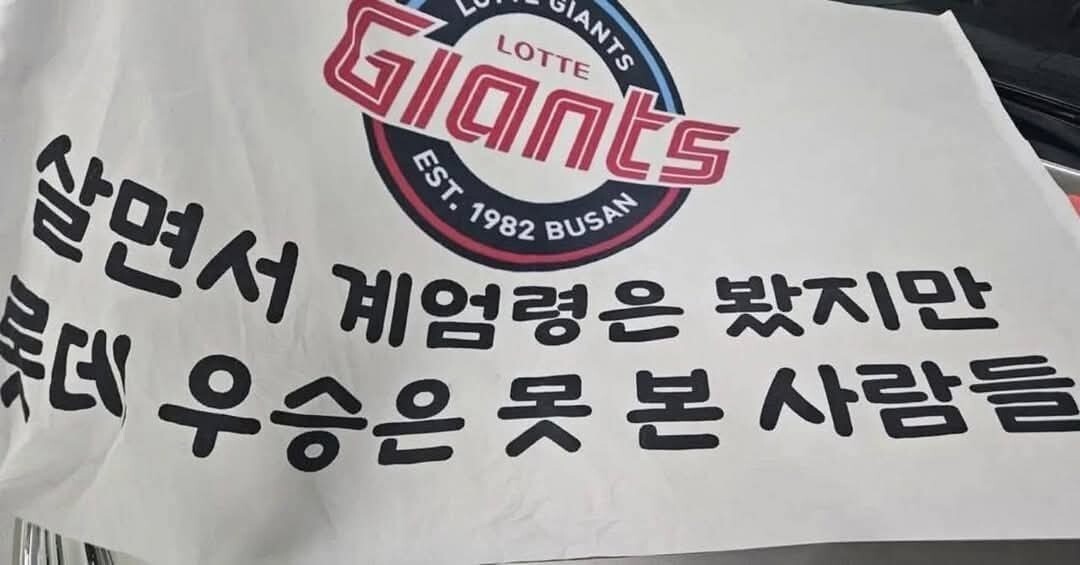 LOTTE GIANTS
LOTTE
Giants
EST. 1982 BUSAN
살면서 계엄령은 봤지만
롯데 우승은 못 본 사람들